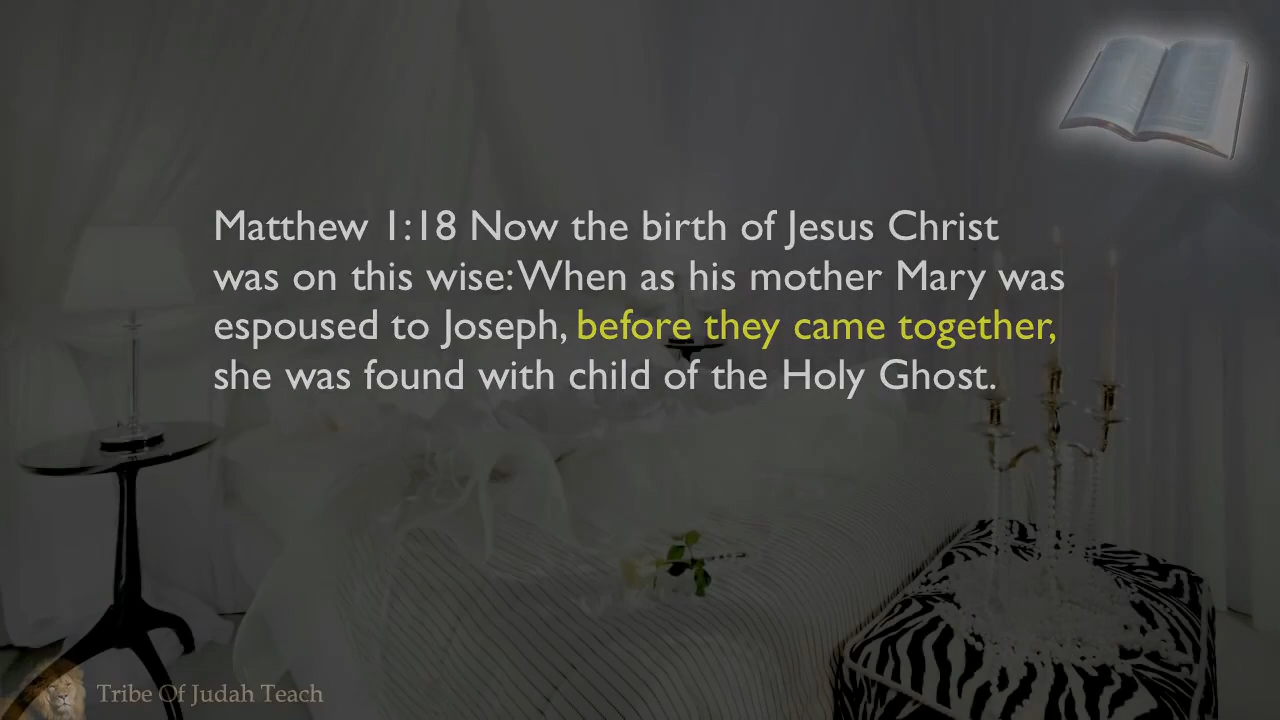 Matthew 1:18 Now the birth of Jesus Christ
was on this wise: When as his mother Mary was
espoused to Joseph, before they came together,
she was found with child of the Holy Ghost.
Tribe Of Judah Teach